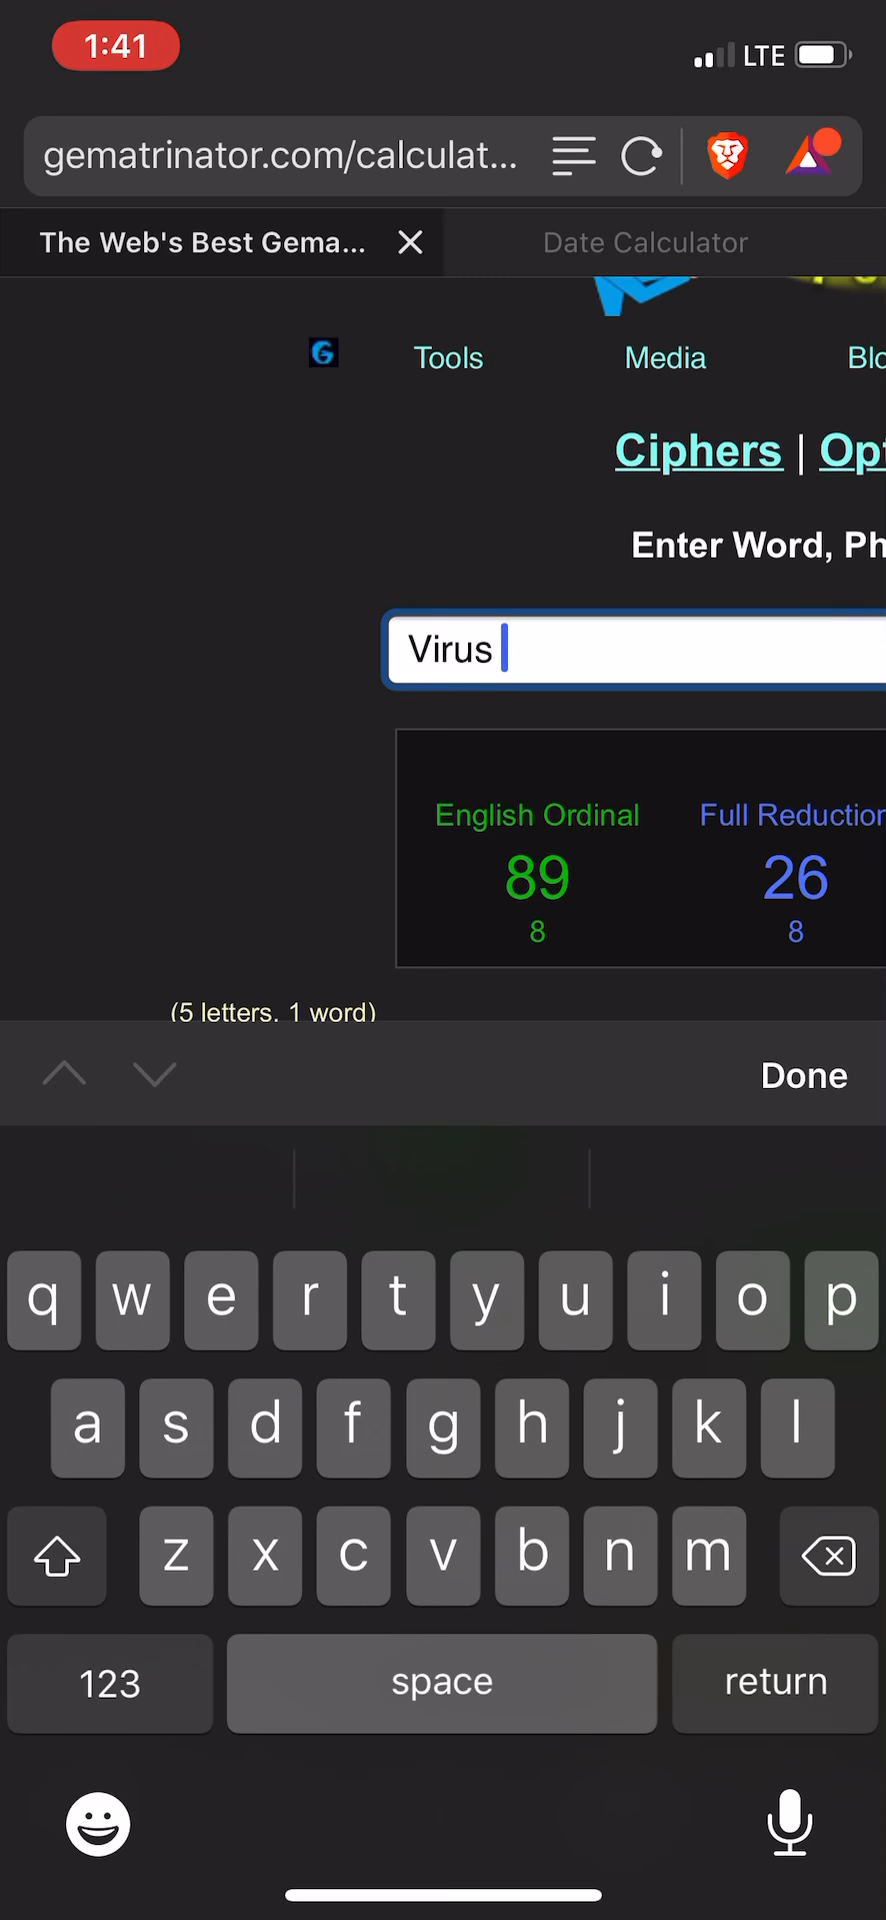 1:41
LTE
gematrinator.com/calculat...
The Web's Best Gema...
Date Calculator
G
Tools Media Blo
Ciphers | Op
Enter Word, Ph
Virus
English Ordinal Full Reduction
89 26
8 8
(5 letters, 1 word)
Done
q w e r t y u i o p
a s d f g h j k l
z x c v b n m
123 space return